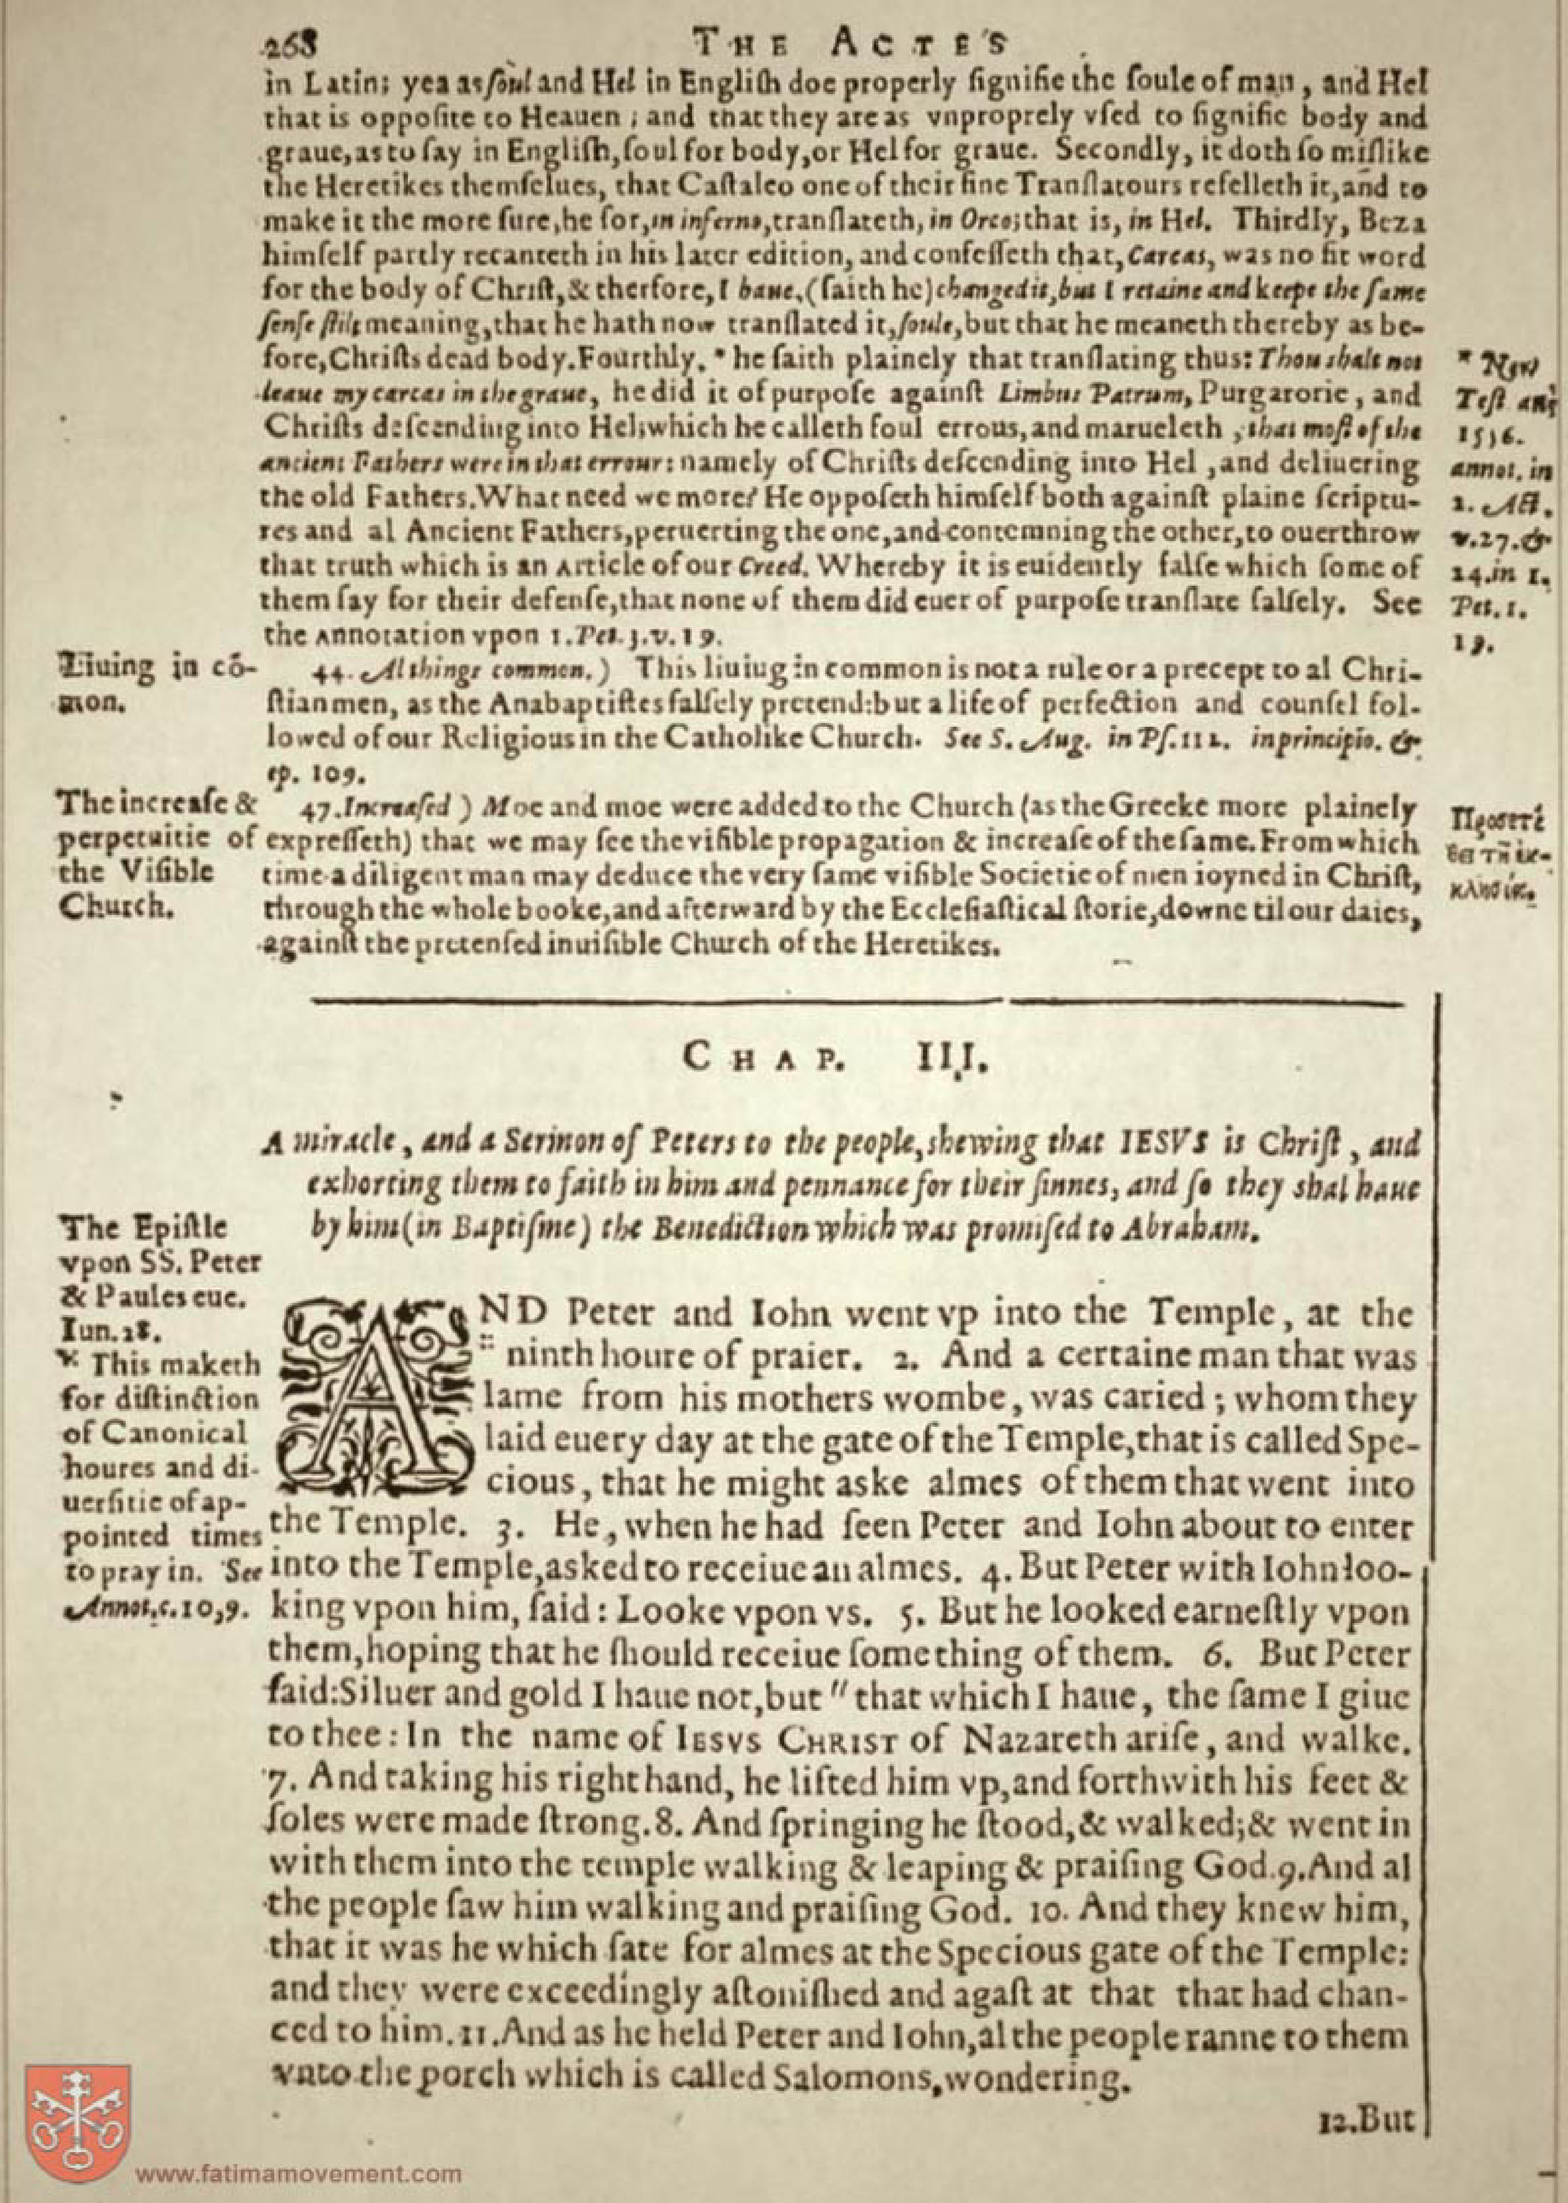 268 THE ACTES
in Latin; yea as ſoul and Hel in Engliſh doe properly ſignifie the ſoule of man, and Hel
that is oppoſite to Heauen; and that they are as vnproprely vſed to ſignifie body and
graue, as to ſay in Engliſh, ſoul for body, or Hel for graue. Secondly, it doth ſo miſlike
the Heretikes themſelues, that Caſtaleo one of their fine Tranſlatours refelleth it, and to
make it the more ſure, he for, in inferno, tranſlateth, in Orco; that is, in Hel. Thirdly, Beza
himſelf partly recanteth in his later edition, and confeſſeth that, Carcas, was no fit word
for the body of Chriſt, & therfore, I haue, (ſaith he) changed it, but I retaine and keepe the ſame
ſenſe ſtil; meaning, that he hath now tranſlated it, ſoule, but that he meaneth thereby as be-
fore, Chriſts dead body. Fourthly, * he ſaith plainely that tranſlating thus: Thou shalt not
leaue my carcas in the graue, he did it of purpoſe againſt Limbus Patrum, Purgatorie, and
Chriſts deſcending into Hel; which he calleth foul errous, and marueleth, that moſt of the
ancient Fathers were in that errour: namely of Chriſts deſcending into Hel, and deliuering
the old Fathers. What need we more? He oppoſeth himſelf both againſt plaine ſcriptu-
res and al Ancient Fathers, peruerting the one, and contemning the other, to ouerthrow
that truth which is an Article of our Creed. Whereby it is euidently falſe which ſome of
them ſay for their defenſe, that none of them did euer of purpoſe tranſlate falſely. See
the Annotation vpon 1. Pet. 3. v. 19.
* New
Teſt.
annot. in
2. Act.
v. 27. &
24. in 1.
Pet. 1.
19.
Liuing in cō-
mon.
44. Al things common.) This liuiug in common is not a rule or a precept to al Chri-
ſtian men, as the Anabaptiſtes falſely pretend: but a life of perfection and counſel fol-
lowed of our Religious in the Catholike Church. See S. Aug. in Pſ. 132. in principio. &
ep. 109.
The increaſe &
perpetuitie of
the Viſible
Church.
47. Increaſed) Moe and moe were added to the Church (as the Greeke more plainely
expreſſeth) that we may ſee the viſible propagation & increaſe of the ſame. From which
time a diligent man may deduce the very ſame viſible Societie of men ioyned in Chriſt,
through the whole booke, and afterward by the Eccleſiaſtical ſtorie, downe til our daies,
againſt the pretenſed inuiſible Church of the Heretikes.
Προσετί
θει τῇ ἐκ-
κλησίᾳ.
CHAP. III.
A miracle, and a Sermon of Peters to the people, shewing that IESVS is Chriſt, and
exhorting them to faith in him and pennance for their ſinnes, and ſo they shal haue
by him (in Baptiſme) the Benediction which was promiſed to Abraham.
The Epiſtle
vpon SS. Peter
& Paules eue.
Iun. 28.
This maketh
for diſtinction
of Canonical
houres and di-
uerſitie of ap-
pointed times
to pray in. See
Annot. c. 10, 9.
AND Peter and Iohn went vp into the Temple, at the
ninth houre of praier. 2. And a certaine man that was
lame from his mothers wombe, was caried; whom they
laid euery day at the gate of the Temple, that is called Spe-
cious, that he might aske almes of them that went into
the Temple. 3. He, when he had ſeen Peter and Iohn about to enter
into the Temple, asked to receiue an almes. 4. But Peter with Iohn loo-
king vpon him, ſaid: Looke vpon vs. 5. But he looked earneſtly vpon
them, hoping that he ſhould receiue ſomething of them. 6. But Peter
ſaid: Siluer and gold I haue not, but " that which I haue, the ſame I giue
to thee: In the name of IESVS CHRIST of Nazareth ariſe, and walke.
7. And taking his right hand, he lifted him vp, and forthwith his feet &
ſoles were made ſtrong. 8. And ſpringing he ſtood, & walked; & went in
with them into the temple walking & leaping & praiſing God. 9. And al
the people ſaw him walking and praiſing God. 10. And they knew him,
that it was he which ſate for almes at the Specious gate of the Temple:
and they were exceedingly aſtoniſhed and agaſt at that that had chan-
ced to him. 11. And as he held Peter and Iohn, al the people ranne to them
vnto the porch which is called Salomons, wondering.
12. But
www.fatimamovement.com